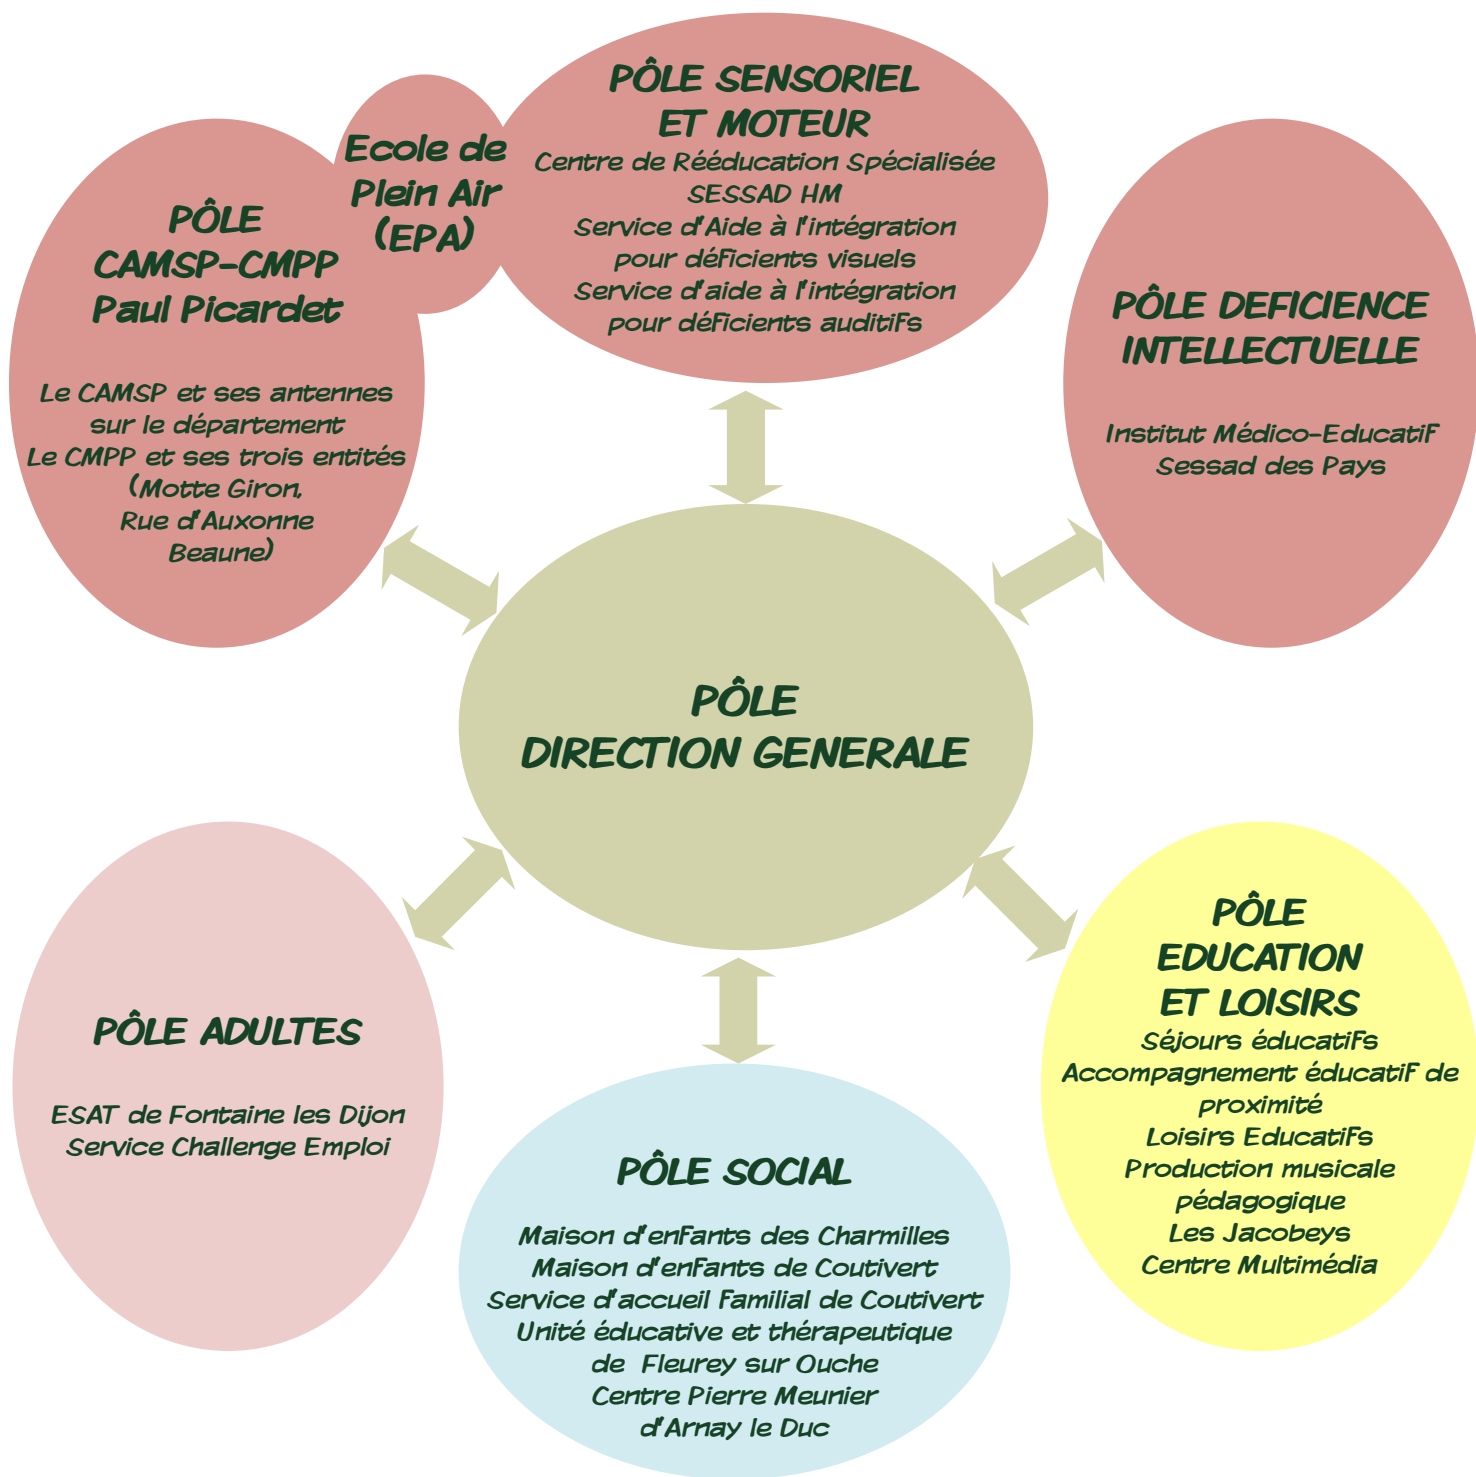 PÔLE SENSORIEL
ET MOTEUR
Centre de Rééducation Spécialisée
SESSAD HM
Service d'Aide à l'intégration
pour déficients visuels
Service d'aide à l'intégration
pour déficients auditifs
Ecole de
Plein Air
(EPA)
PÔLE
CAMSP-CMPP
Paul Picardet
Le CAMSP et ses antennes
sur le département
Le CMPP et ses trois entités
(Motte Giron,
Rue d'Auxonne
Beaune)
PÔLE DEFICIENCE
INTELLECTUELLE
Institut Médico-Educatif
Sessad des Pays
PÔLE
DIRECTION GENERALE
PÔLE ADULTES
ESAT de Fontaine les Dijon
Service Challenge Emploi
PÔLE SOCIAL
Maison d'enfants des Charmilles
Maison d'enfants de Coutivert
Service d'accueil Familial de Coutivert
Unité éducative et thérapeutique
de Fleurey sur Ouche
Centre Pierre Meunier
d'Arnay le Duc
PÔLE
EDUCATION
ET LOISIRS
Séjours éducatifs
Accompagnement éducatif de
proximité
Loisirs Educatifs
Production musicale
pédagogique
Les Jacobeys
Centre Multimédia